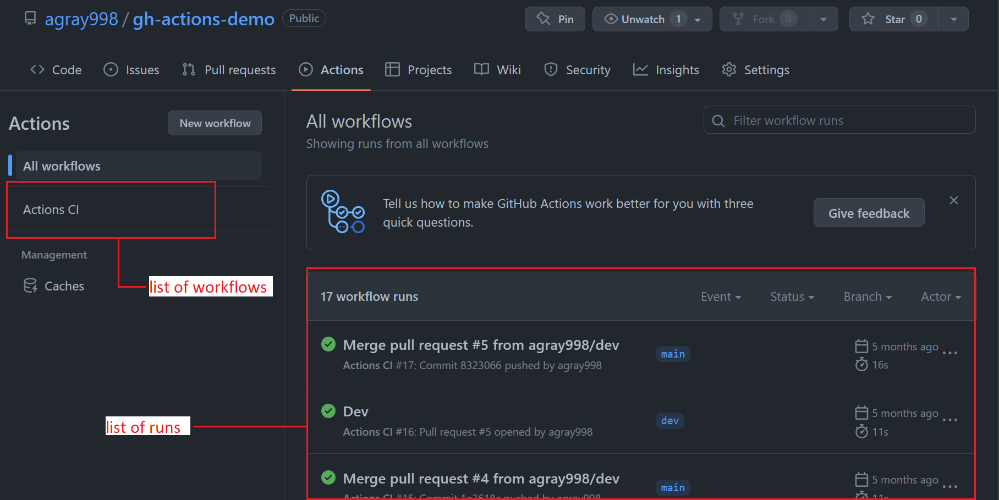 agray998 / gh-actions-demo Public Pin Unwatch 1 Fork 0 Star 0
Code Issues Pull requests Actions Projects Wiki Security Insights Settings
Actions New workflow
All workflows
Actions CI
Management
Caches
list of workflows
list of runs
All workflows
Filter workflow runs
Showing runs from all workflows
Tell us how to make GitHub Actions work better for you with three
quick questions.
Give feedback
17 workflow runs Event Status Branch Actor
Merge pull request #5 from agray998/dev
Actions CI #17: Commit 8323066 pushed by agray998
main
5 months ago
16s
Dev
Actions CI #16: Pull request #5 opened by agray998
dev
5 months ago
11s
Merge pull request #4 from agray998/dev
Actions CI #15: Commit 1e3618c pushed by agray998
main
5 months ago
11s